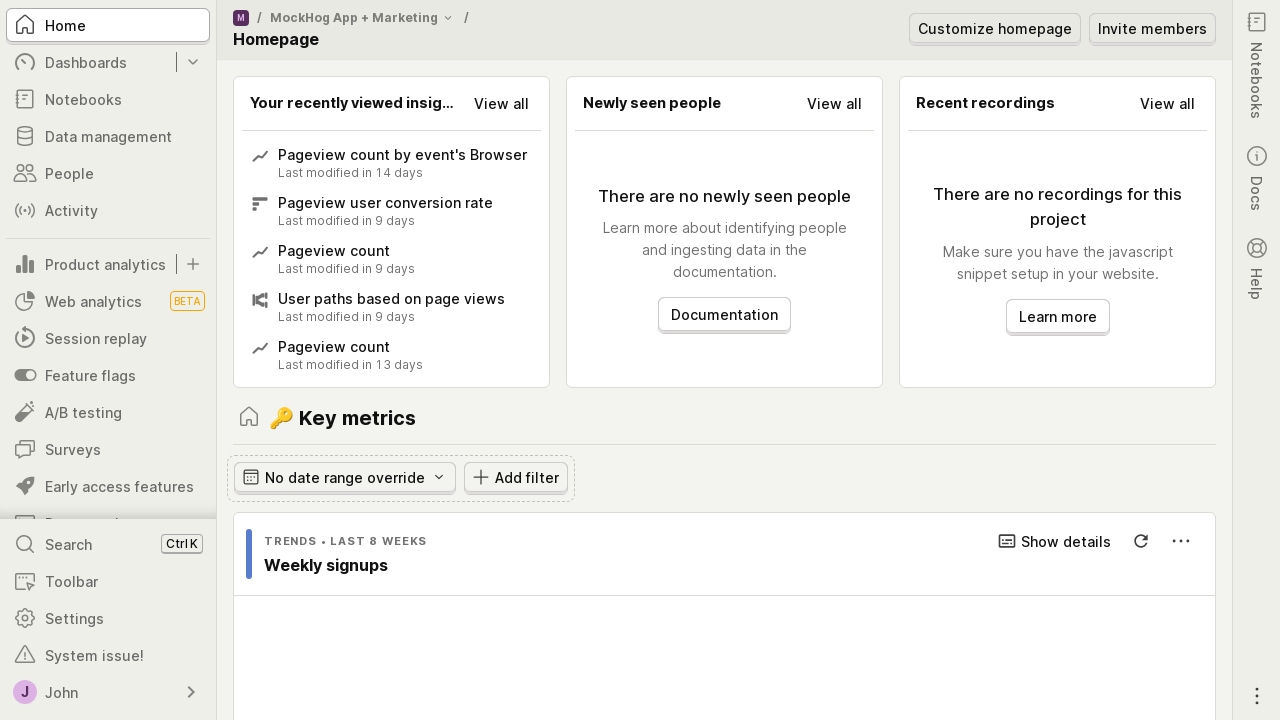 Home
Dashboards
Notebooks
Data management
People
Activity
Product analytics
Web analytics BETA
Session replay
Feature flags
A/B testing
Surveys
Early access features
Search Ctrl K
Toolbar
Settings
System issue!
J John
M / MockHog App + Marketing /
Homepage
Customize homepage
Invite members
Your recently viewed insig... View all
Pageview count by event's Browser
Last modified in 14 days
Pageview user conversion rate
Last modified in 9 days
Pageview count
Last modified in 9 days
User paths based on page views
Last modified in 9 days
Pageview count
Last modified in 13 days
Newly seen people View all
There are no newly seen people
Learn more about identifying people
and ingesting data in the
documentation.
Documentation
Recent recordings View all
There are no recordings for this
project
Make sure you have the javascript
snippet setup in your website.
Learn more
🔑 Key metrics
No date range override
Add filter
TRENDS • LAST 8 WEEKS
Weekly signups
Show details
Notebooks
Docs
Help